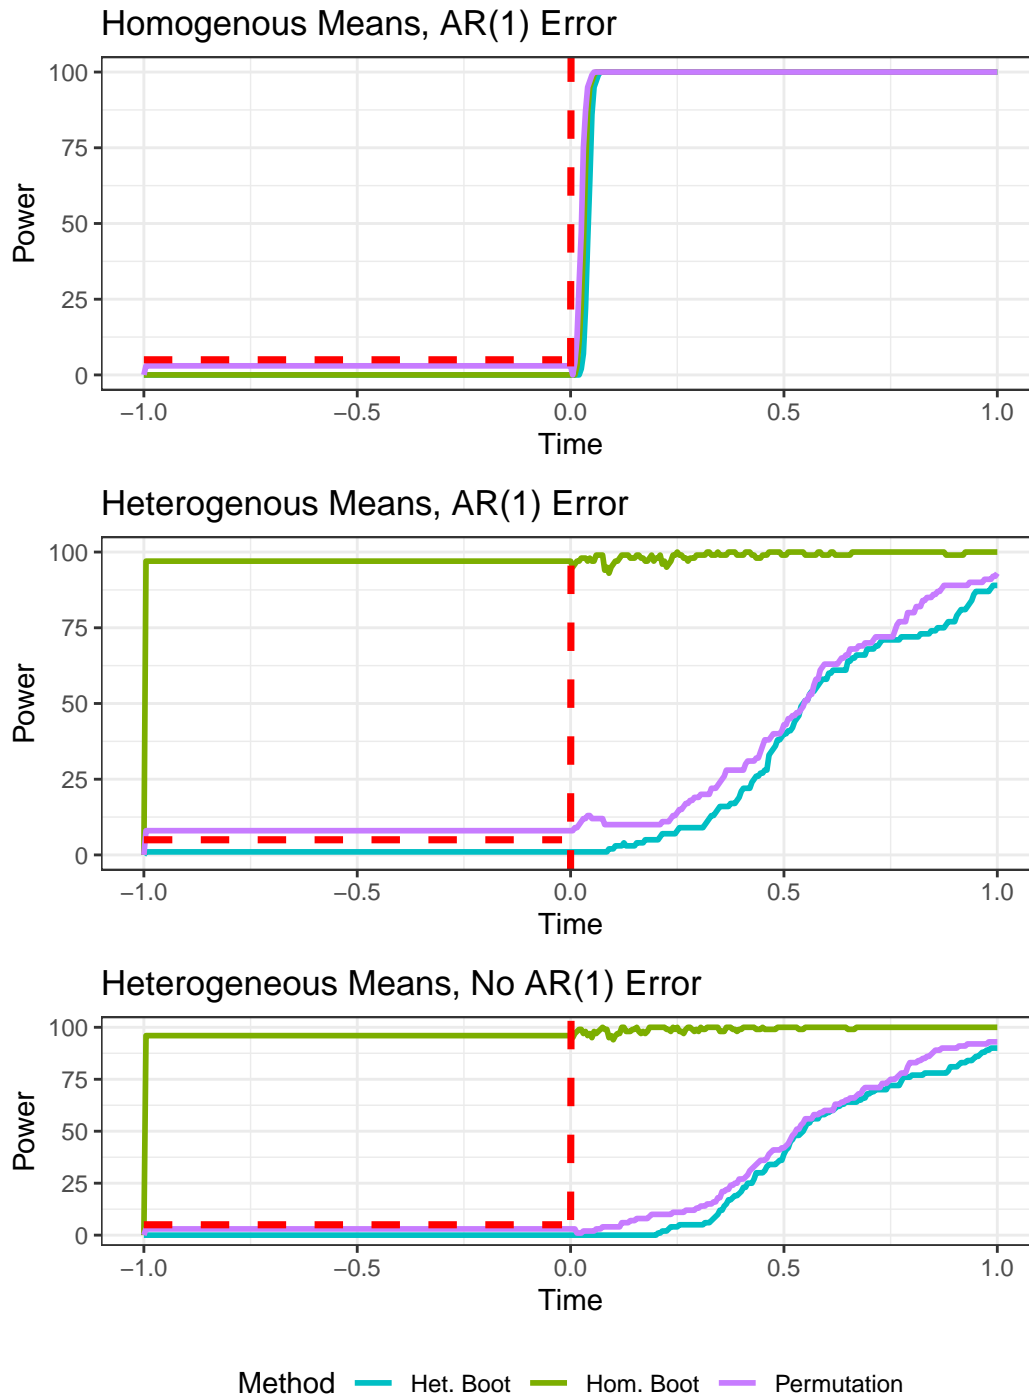 Homogenous Means, AR(1) Error
100
75
50
25
0
Power
−1.0 −0.5 0.0 0.5 1.0
Time
Heterogenous Means, AR(1) Error
100
75
50
25
0
Power
−1.0 −0.5 0.0 0.5 1.0
Time
Heterogeneous Means, No AR(1) Error
100
75
50
25
0
Power
−1.0 −0.5 0.0 0.5 1.0
Time
Method Het. Boot Hom. Boot Permutation